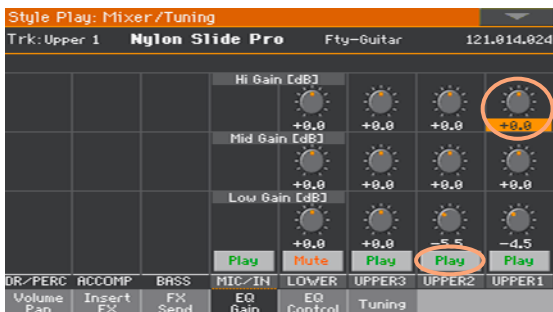 Style Play: Mixer/Tuning
Trk:Upper 1 Nylon Slide Pro Fty-Guitar 121.014.024
Hi Gain [dB]
+0.0 +0.0 +0.0 +0.0
Mid Gain [dB]
+0.0 +0.0 +0.0 +0.0
Low Gain [dB]
+0.0 +0.0 -5.5 -4.5
Play Mute Play Play Play
DR/PERC ACCOMP BASS MIC/IN LOWER UPPER3 UPPER2 UPPER1
Volume Insert FX EQ EQ Tuning
Pan FX Send Gain Control